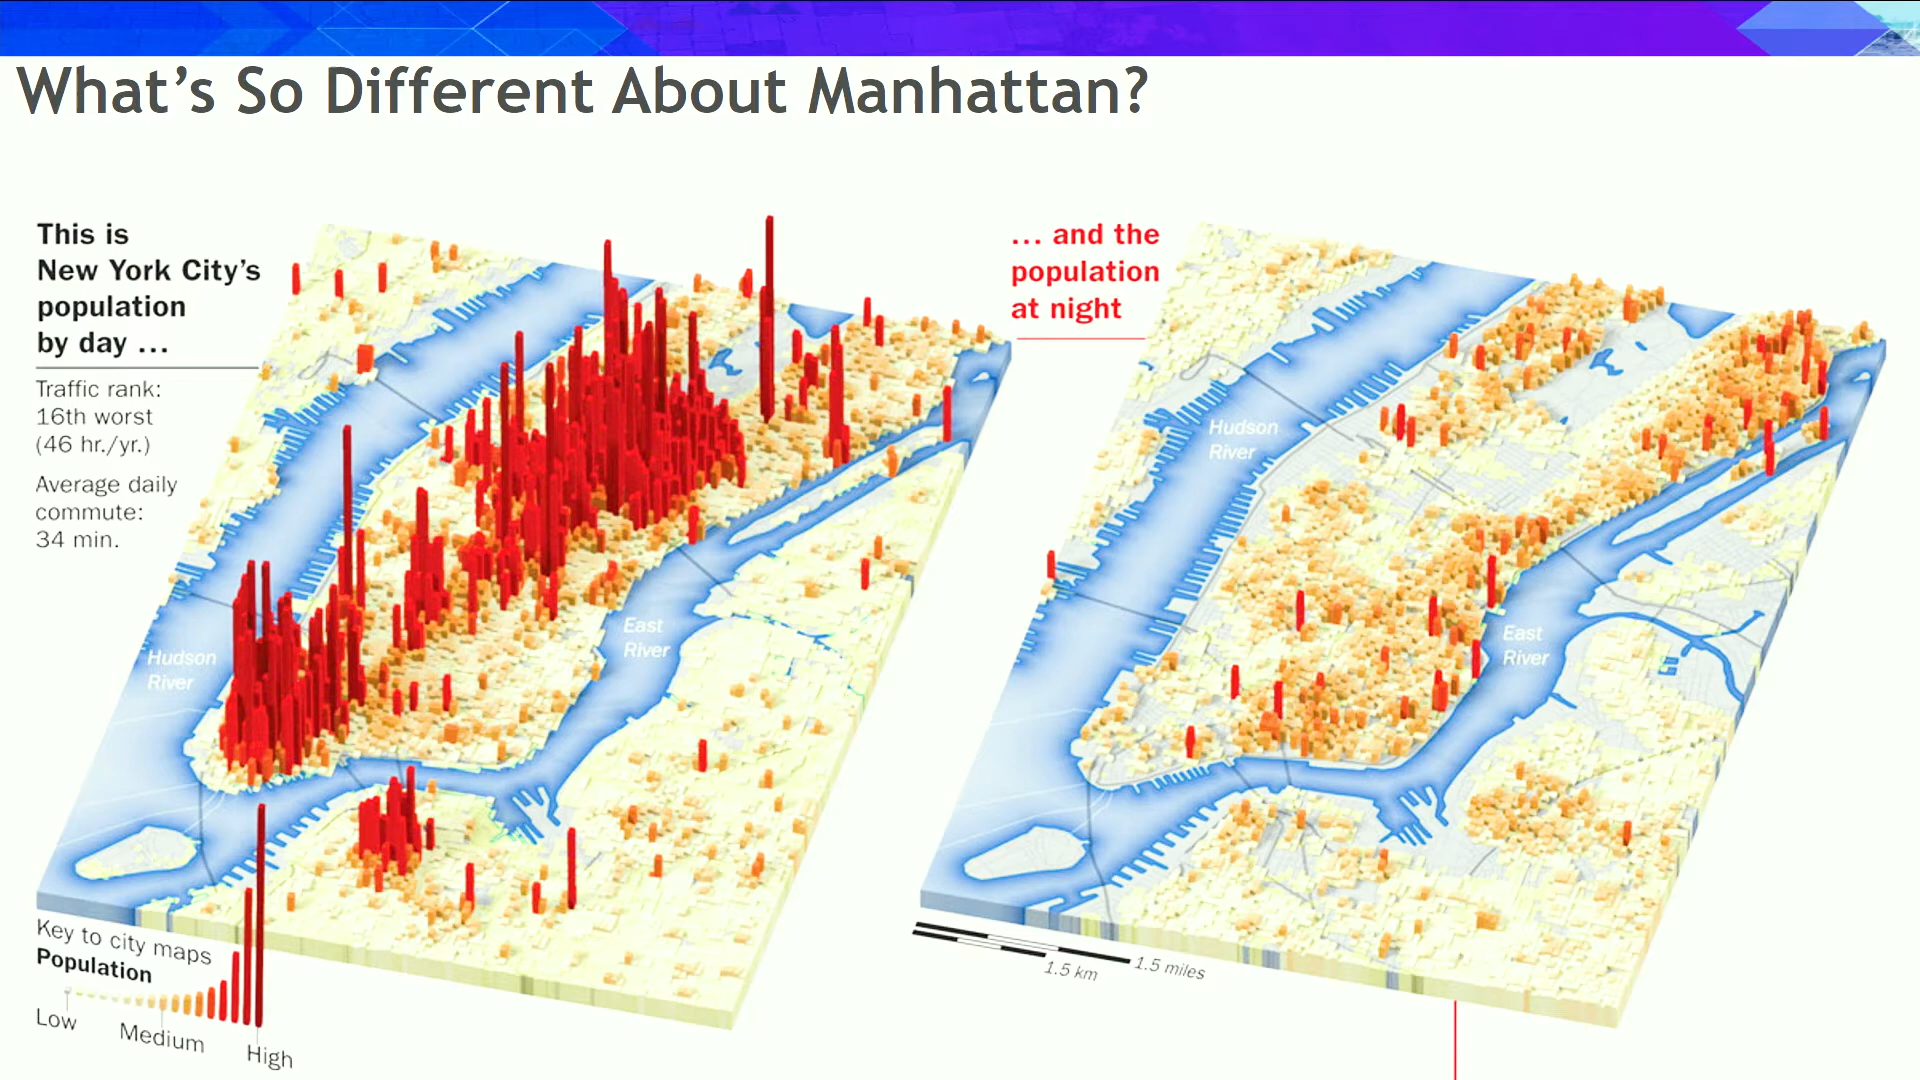 What's So Different About Manhattan?
This is
New York City's
population
by day ...
Traffic rank:
16th worst
(46 hr./yr.)
Average daily
commute:
34 min.
Hudson
River
East
River
Key to city maps
Population
Low
Medium
High
... and the
population
at night
Hudson
River
East
River
1.5 km
1.5 miles